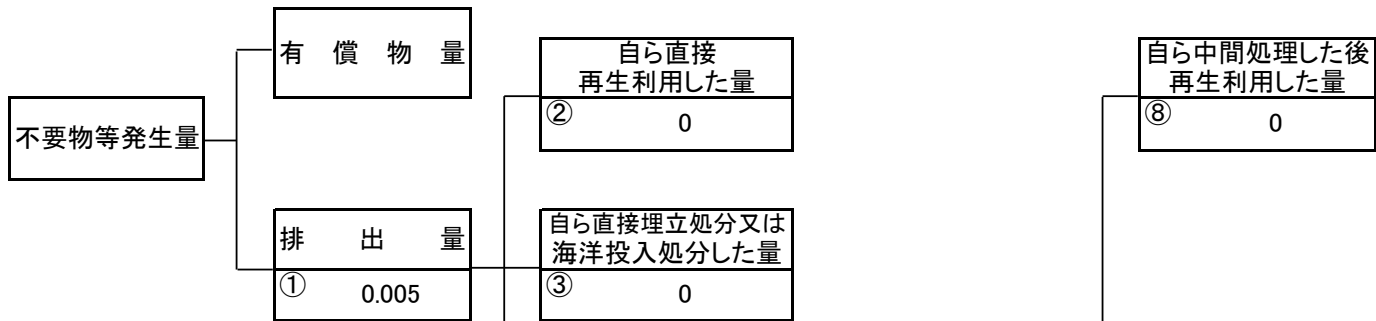 不要物等発生量
有 償 物 量
排 出 量
① 0.005
自ら直接
再生利用した量
② 0
自ら直接埋立処分又は
海洋投入処分した量
③ 0
自ら中間処理した後
再生利用した量
⑧ 0